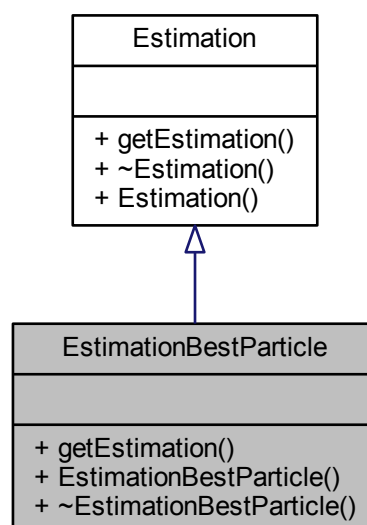 Estimation
+ getEstimation()
+ ~Estimation()
+ Estimation()
EstimationBestParticle
+ getEstimation()
+ EstimationBestParticle()
+ ~EstimationBestParticle()